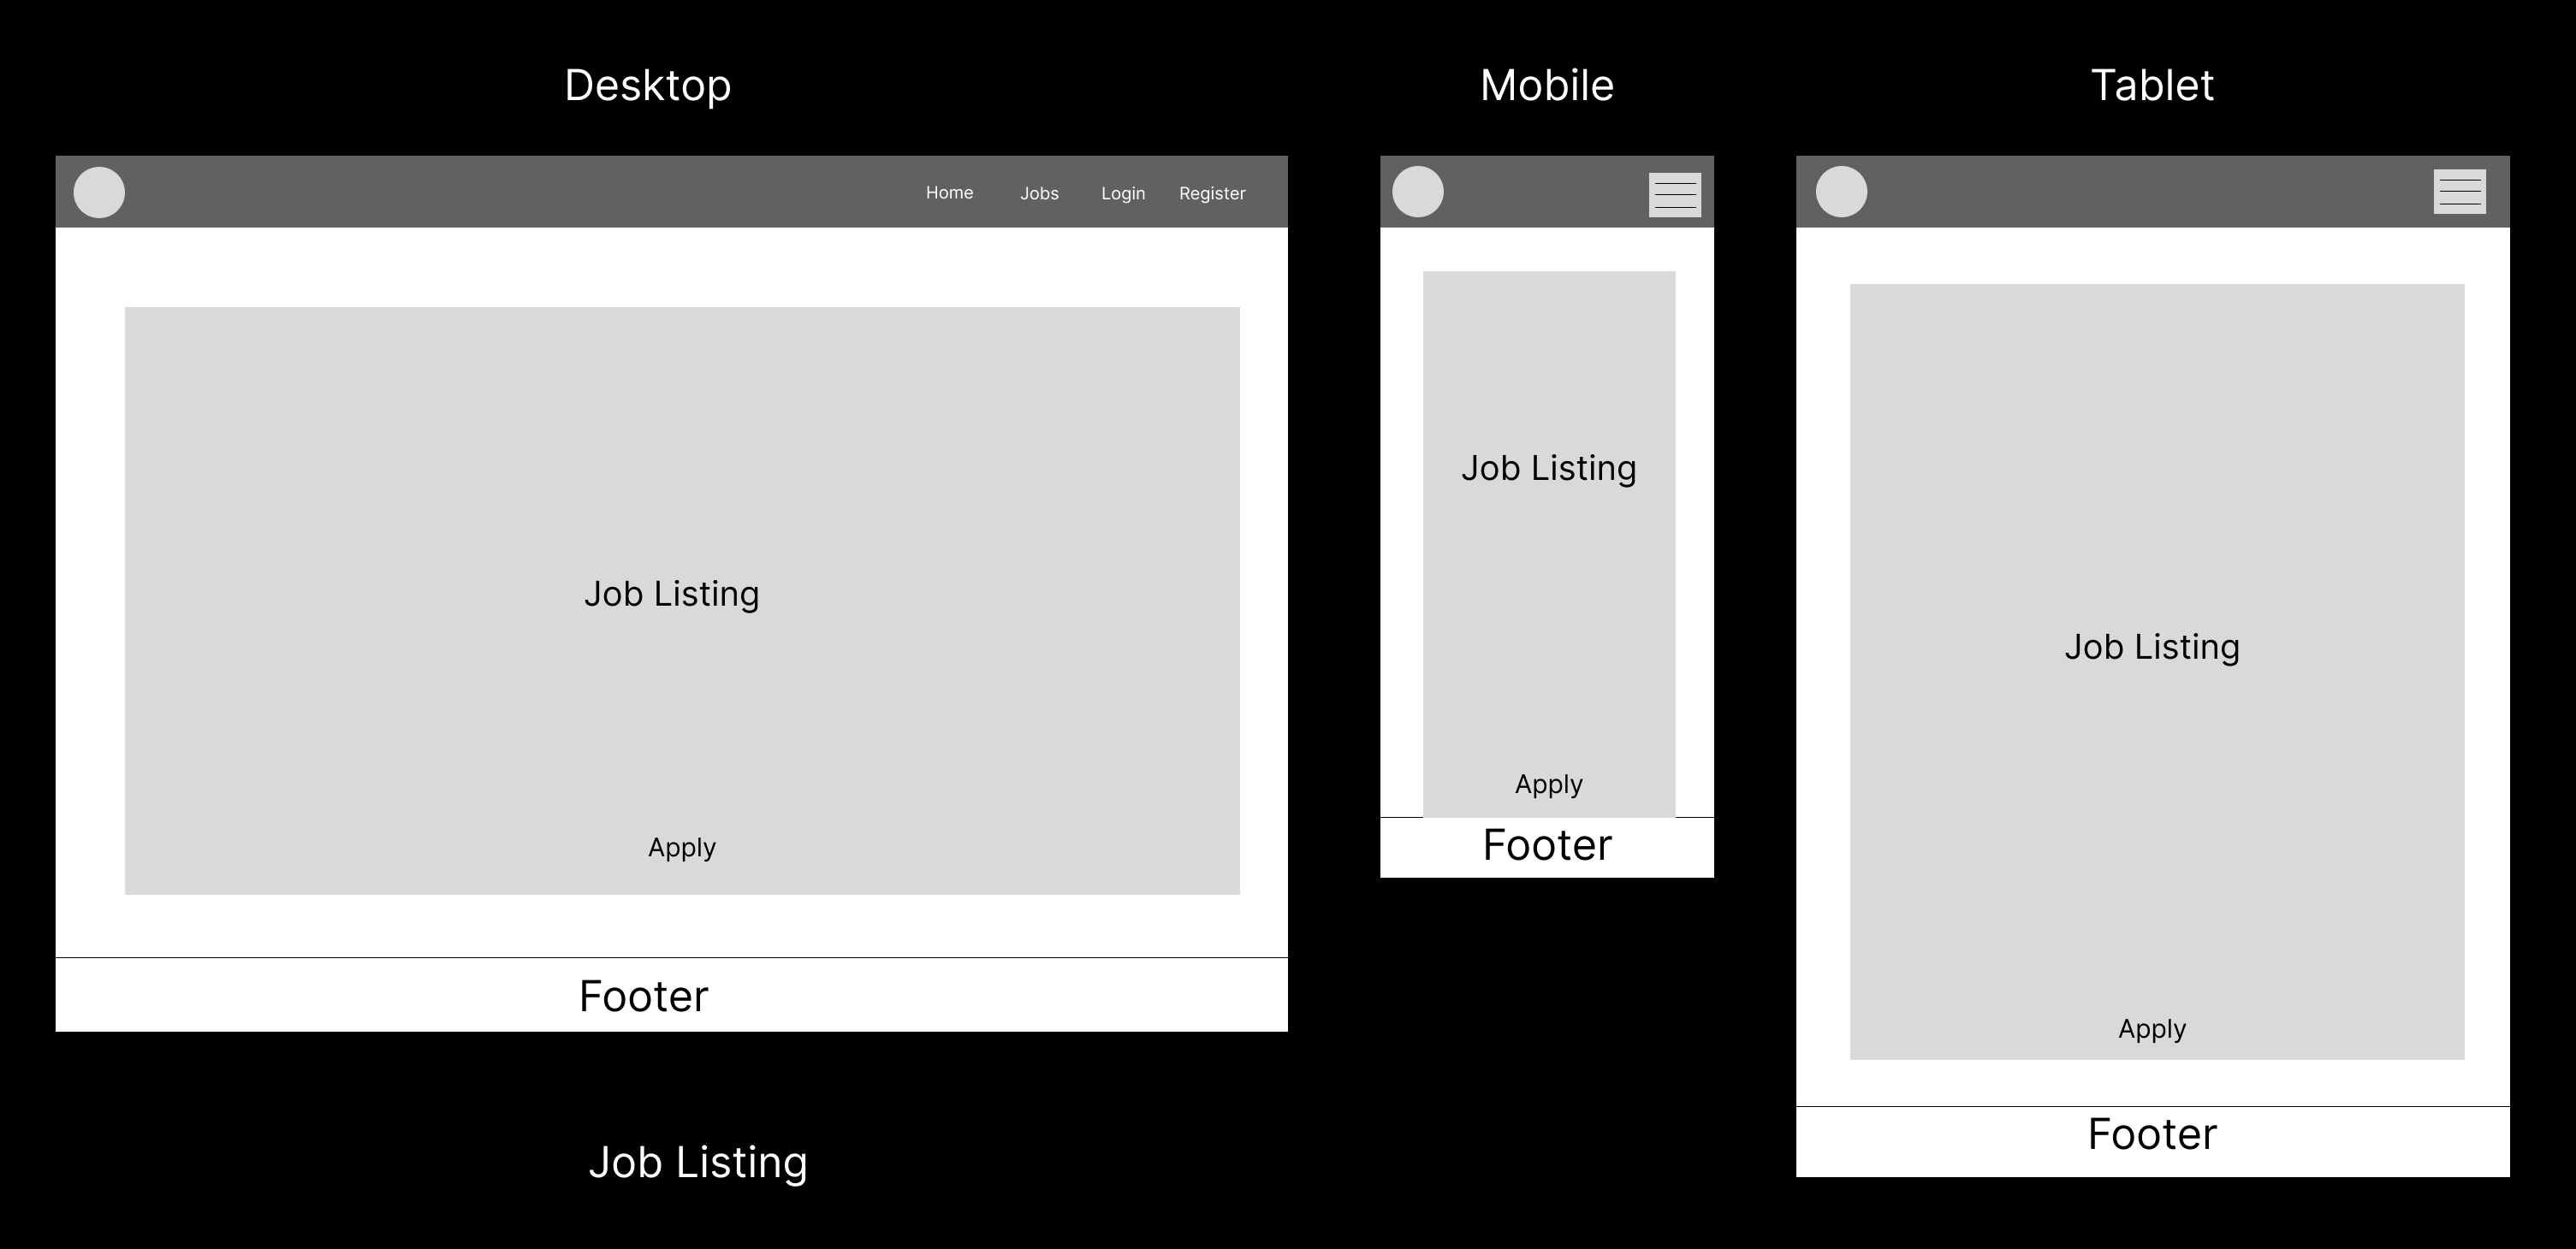 Desktop
Home Jobs Login Register
Job Listing
Apply
Footer
Job Listing
Mobile
Job Listing
Apply
Footer
Tablet
Job Listing
Apply
Footer